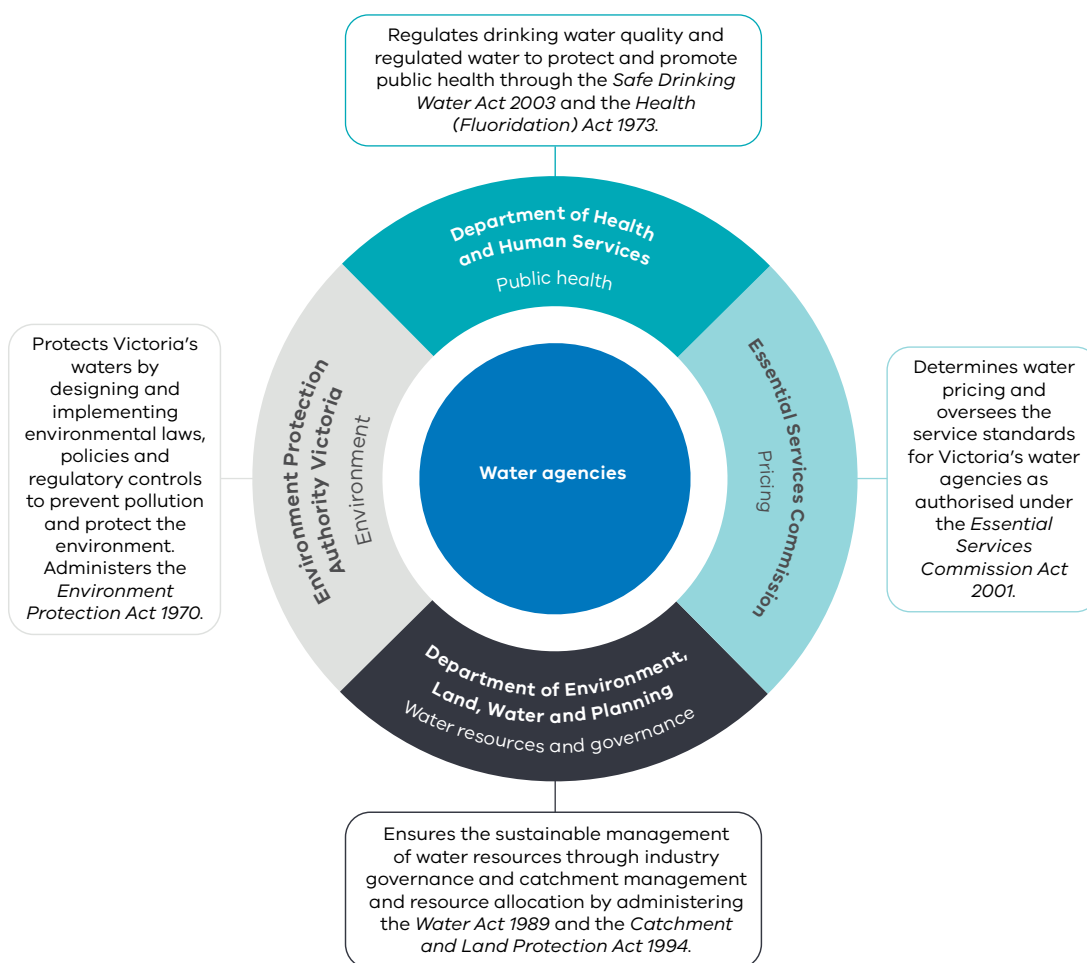 Regulates drinking water quality and
regulated water to protect and promote
public health through the Safe Drinking
Water Act 2003 and the Health
(Fluoridation) Act 1973.
Department of Health
and Human Services
Public health
Protects Victoria's
waters by
designing and
implementing
environmental laws,
policies and
regulatory controls
to prevent pollution
and protect the
environment.
Administers the
Environment
Protection Act 1970.
Environment Protection
Authority Victoria
Environment
Water agencies
Essential Services Commission
Pricing
Determines water
pricing and
oversees the
service standards
for Victoria's water
agencies as
authorised under
the Essential
Services
Commission Act
2001.
Department of Environment,
Land, Water and Planning
Water resources and governance
Ensures the sustainable management
of water resources through industry
governance and catchment management
and resource allocation by administering
the Water Act 1989 and the Catchment
and Land Protection Act 1994.